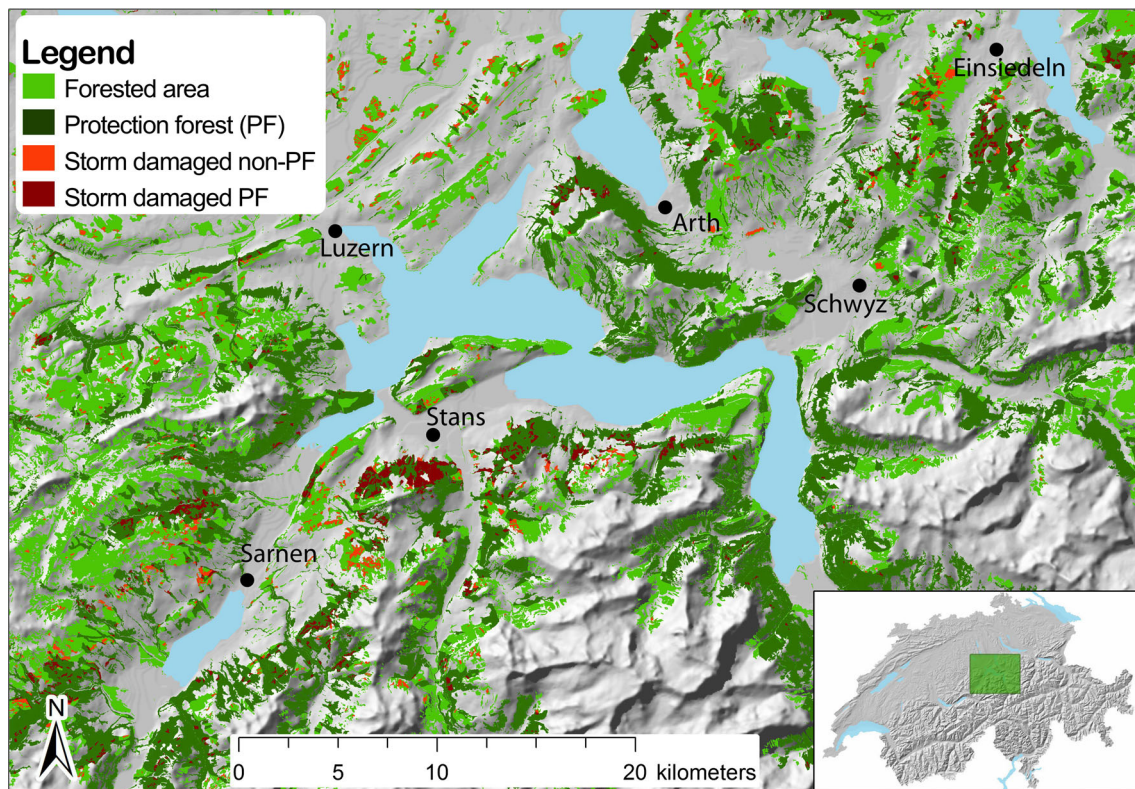 Legend
Forested area
Protection forest (PF)
Storm damaged non-PF
Storm damaged PF
Einsiedeln
Arth
Luzern
Schwyz
Stans
Sarnen
N
0 5 10 20 kilometers